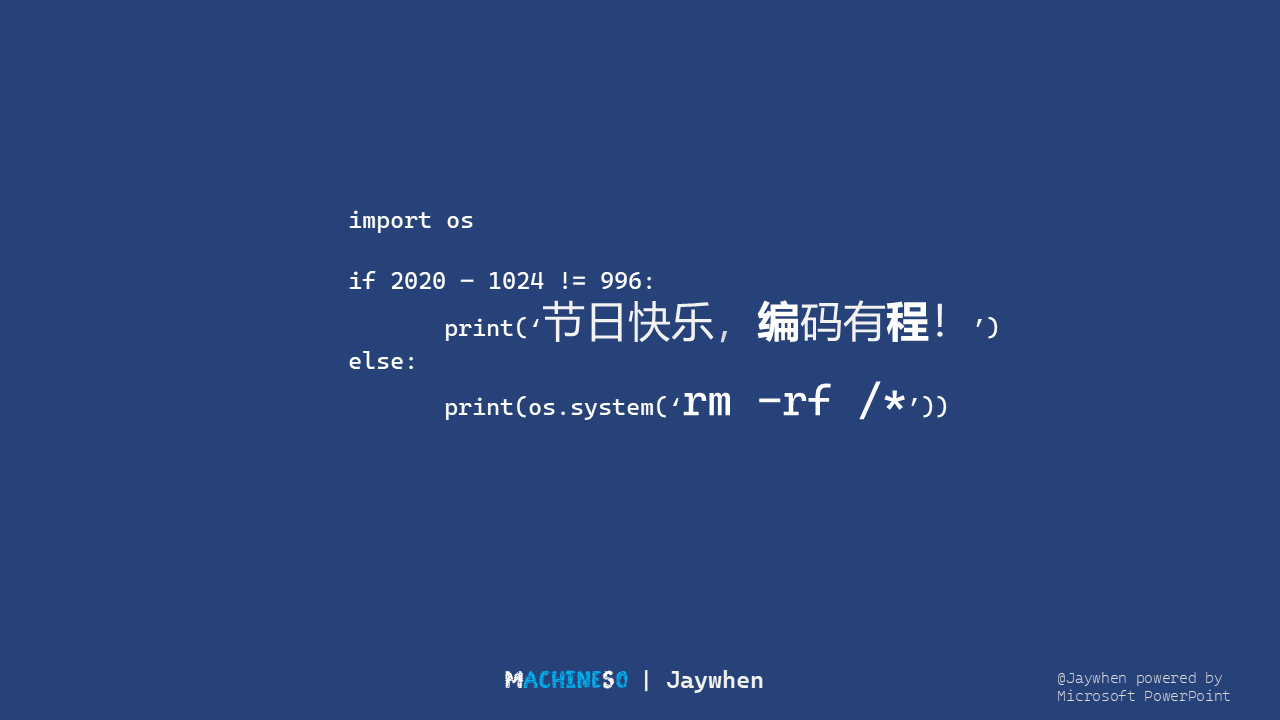 import os
if 2020 – 1024 != 996:
print(‘节日快乐，编码有程！’)
else:
print(os.system(‘rm –rf /*’))
MACHINESO | Jaywhen
@Jaywhen powered by
Microsoft PowerPoint